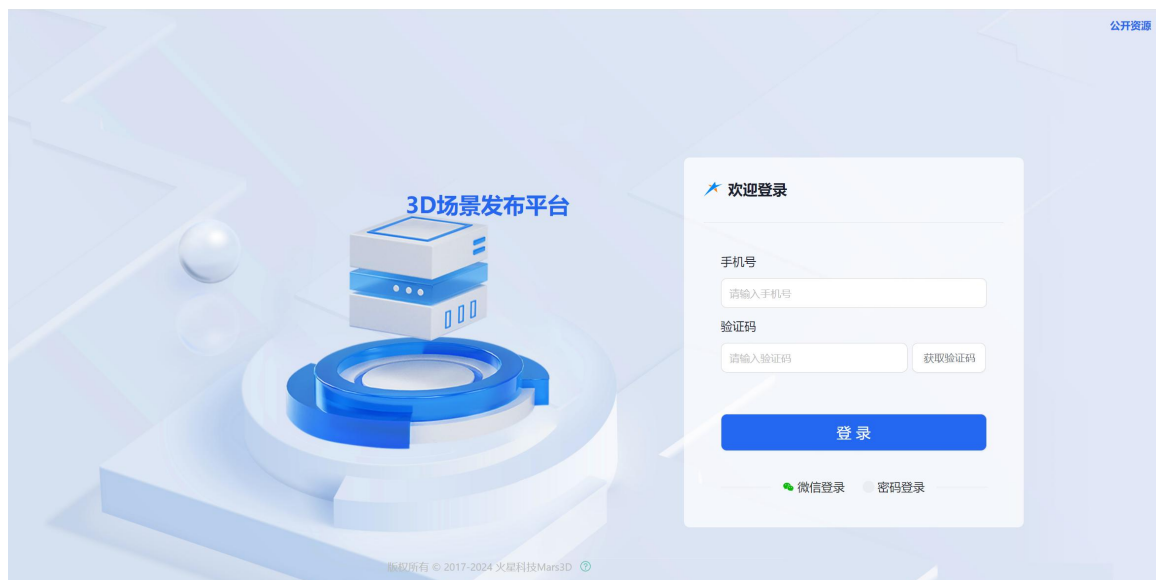 公开资源
3D场景发布平台
欢迎登录
手机号
请输入手机号
验证码
请输入验证码 获取验证码
登录
微信登录 密码登录
版权所有 © 2017-2024 火星科技Mars3D ?